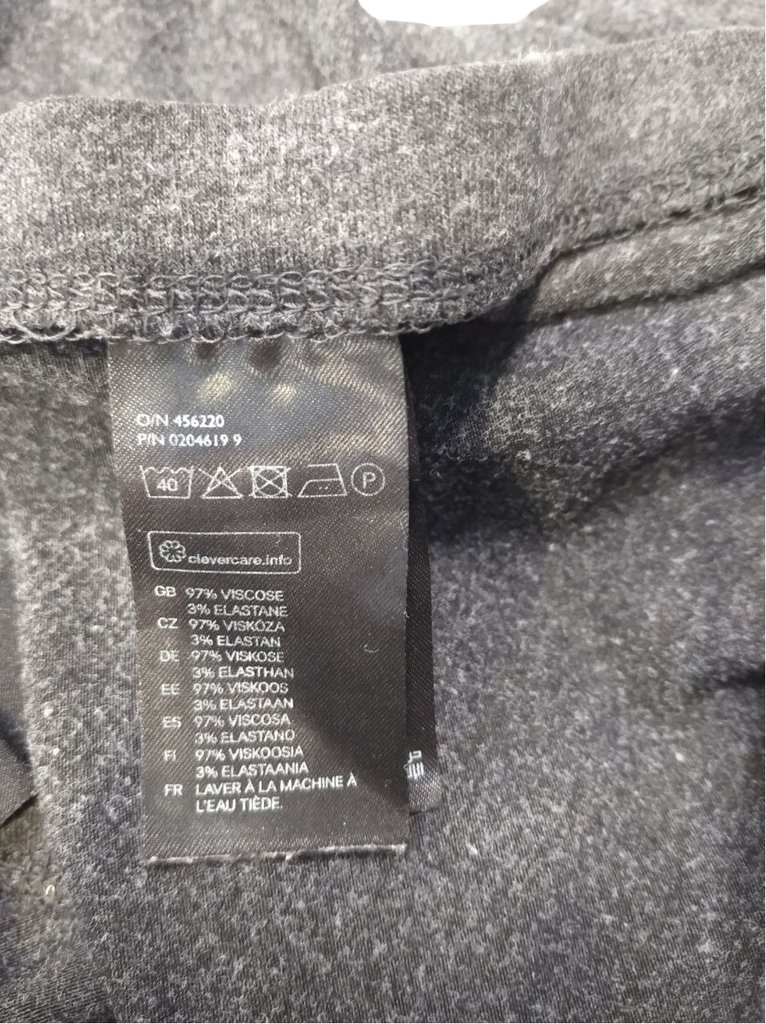 O/N 456220
P/N 0204619 9
40 P
clevercare.info
GB 97% VISCOSE
3% ELASTANE
CZ 97% VISKÓZA
3% ELASTAN
DE 97% VISKOSE
3% ELASTHAN
EE 97% VISKOOS
3% ELASTAAN
ES 97% VISCOSA
3% ELASTANO
FI 97% VISKOOSIA
3% ELASTAANIA
FR LAVER À LA MACHINE À
L'EAU TIÈDE.